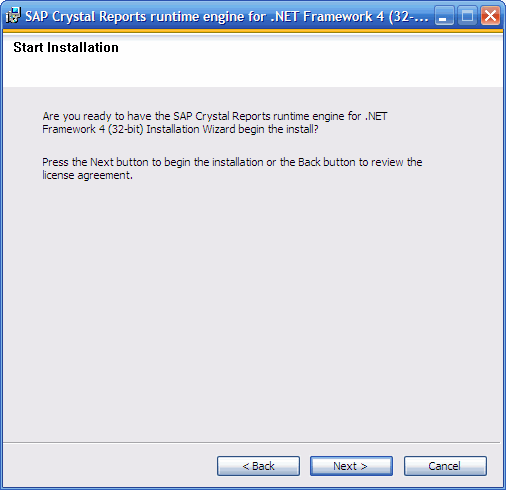 SAP Crystal Reports runtime engine for .NET Framework 4 (32-...
Start Installation
Are you ready to have the SAP Crystal Reports runtime engine for .NET
Framework 4 (32-bit) Installation Wizard begin the install?
Press the Next button to begin the installation or the Back button to review the
license agreement.
< Back
Next >
Cancel